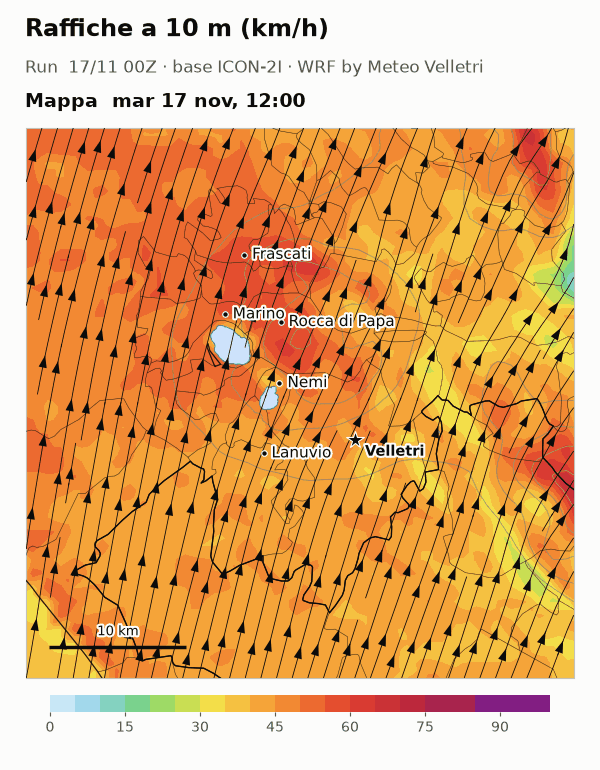 Raffiche a 10 m (km/h)
Run 17/11 00Z · base ICON-2I · WRF by Meteo Velletri
Mappa mar 17 nov, 12:00
Frascati
Marino
Rocca di Papa
Nemi
Velletri
Lanuvio
10 km
0 15 30 45 60 75 90